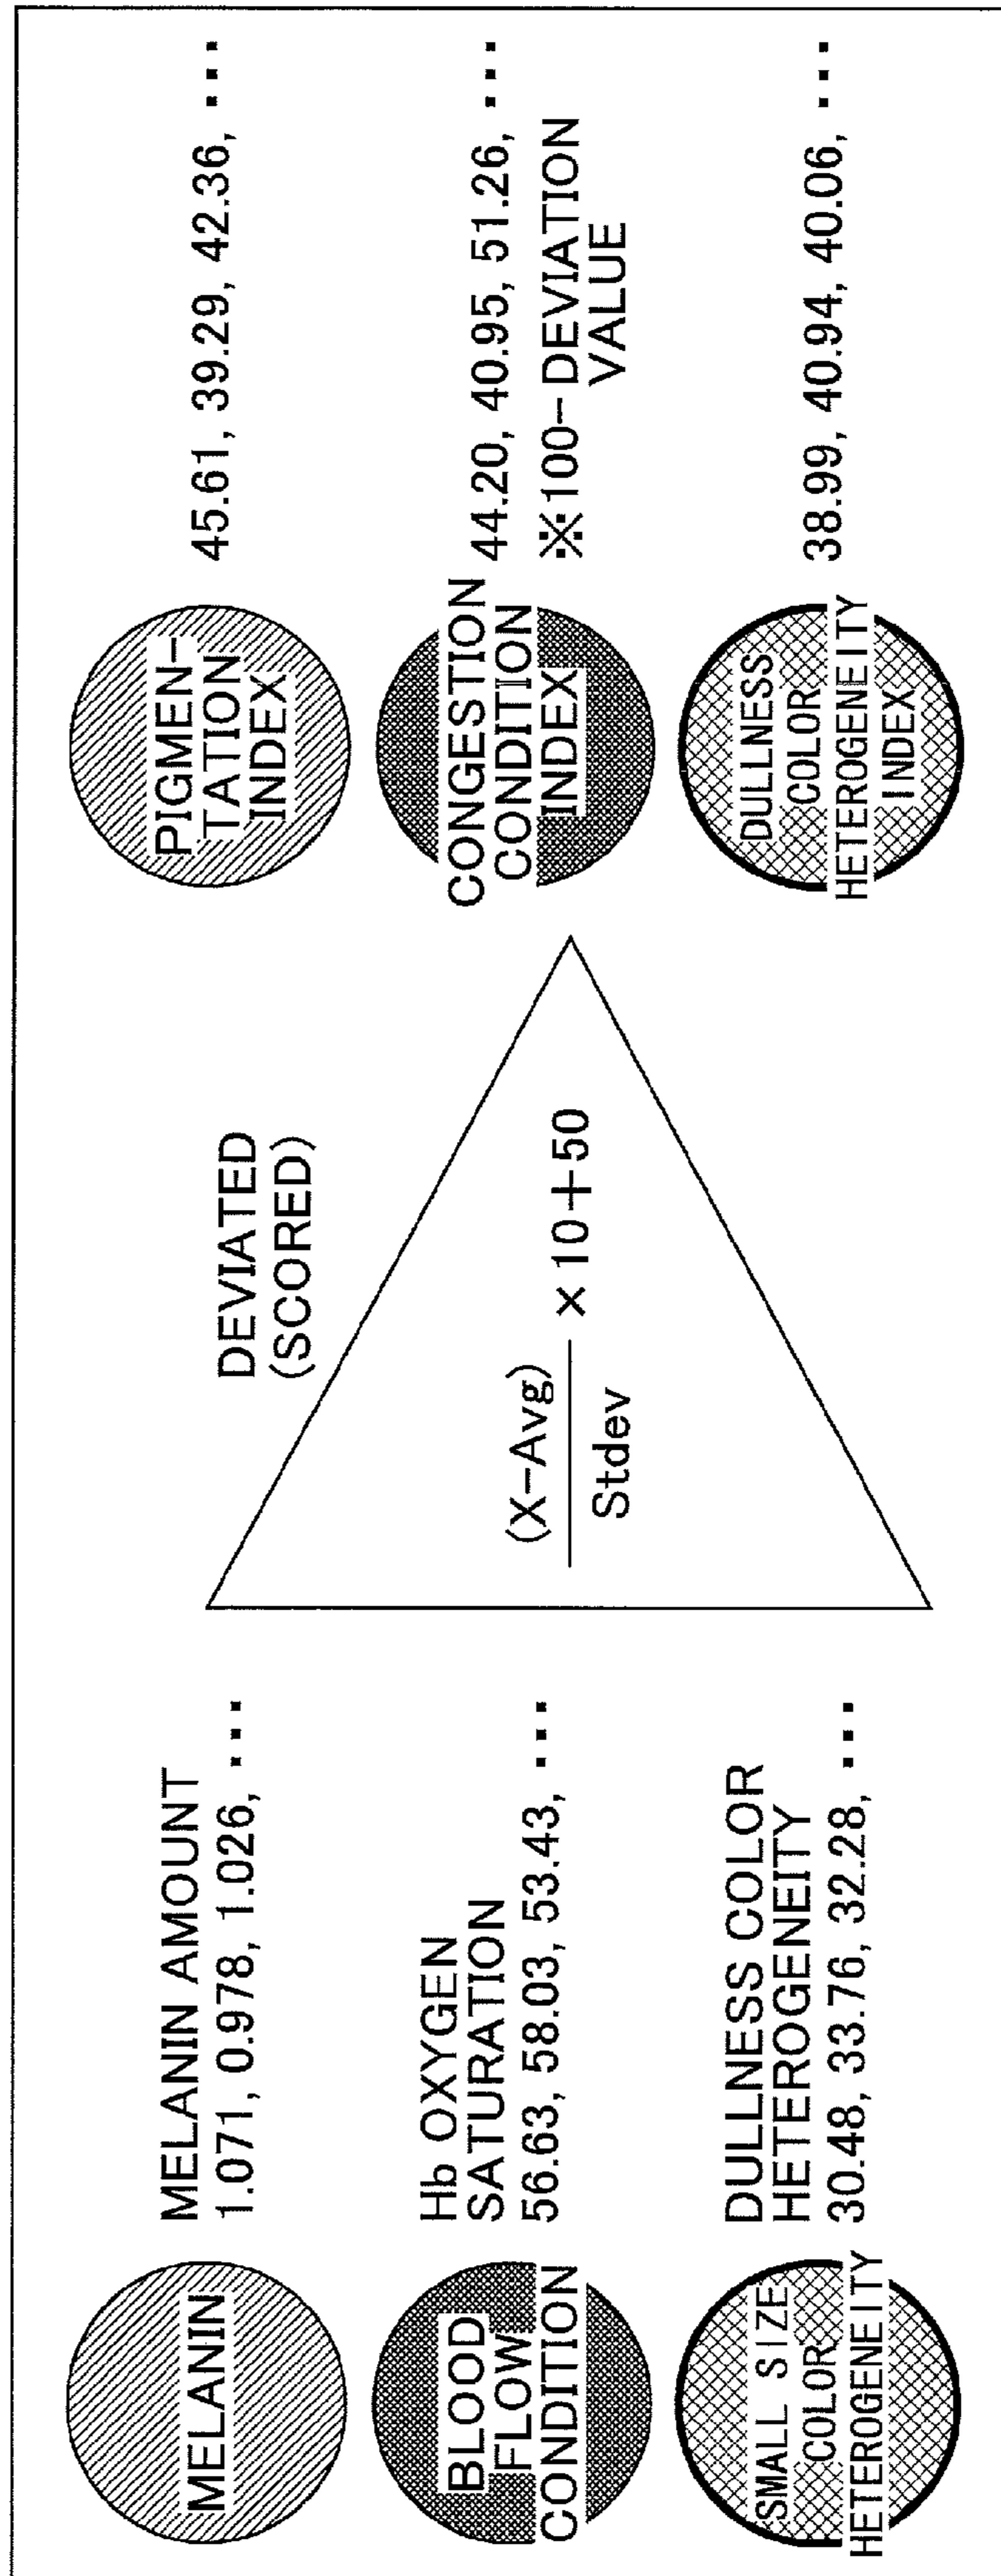 MELANIN
MELANIN AMOUNT
1.071, 0.978, 1.026, ...
BLOOD
FLOW
CONDITION
Hb OXYGEN
SATURATION
56.63, 58.03, 53.43, ...
SMALL SIZE
COLOR
HETEROGENEITY
DULLNESS COLOR
HETEROGENEITY
30.48, 33.76, 32.28, ...
DEVIATED
(SCORED)
(X-Avg)
Stdev
× 10+50
PIGMEN-
TATION
INDEX
45.61, 39.29, 42.36, ...
CONGESTION
CONDITION
INDEX
44.20, 40.95, 51.26, ...
※100- DEVIATION
VALUE
DULLNESS
COLOR
HETEROGENEITY
INDEX
38.99, 40.94, 40.06, ...